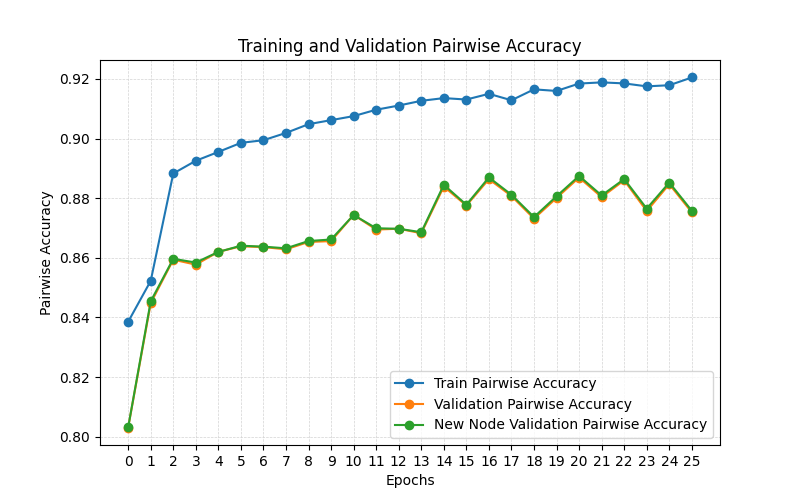 Training and Validation Pairwise Accuracy
Pairwise Accuracy
0.92
0.90
0.88
0.86
0.84
0.82
0.80
Train Pairwise Accuracy
Validation Pairwise Accuracy
New Node Validation Pairwise Accuracy
0 1 2 3 4 5 6 7 8 9 10 11 12 13 14 15 16 17 18 19 20 21 22 23 24 25
Epochs